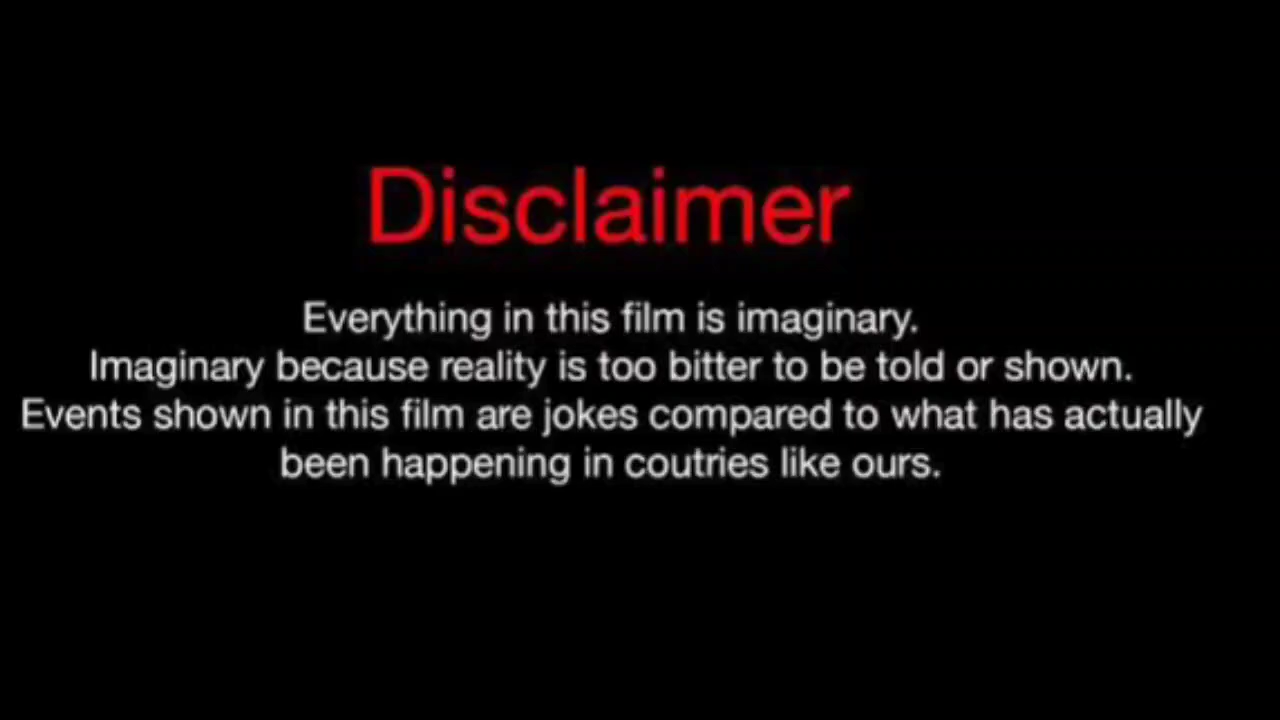 Disclaimer
Everything in this film is imaginary.
Imaginary because reality is too bitter to be told or shown.
Events shown in this film are jokes compared to what has actually
been happening in coutries like ours.